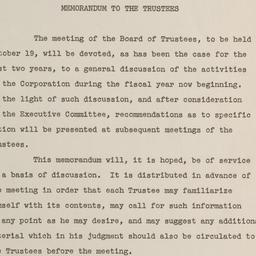 MEMORANDUM TO THE TRUSTEES
The meeting of the Board of Trustees, to be held
tober 19, will be devoted, as has been the case for the
st two years, to a general discussion of the activities
the Corporation during the fiscal year now beginning.
the light of such discussion, and after consideration
the Executive Committee, recommendations as to specific
tion will be presented at subsequent meetings of the
ustees.
This memorandum will, it is hoped, be of service
a basis of discussion. It is distributed in advance of
e meeting in order that each Trustee may familiarize
mself with its contents, may call for such information
any point as he may desire, and may suggest any additiona
terial which in his judgment should also be circulated to
e Trustees before the meeting.